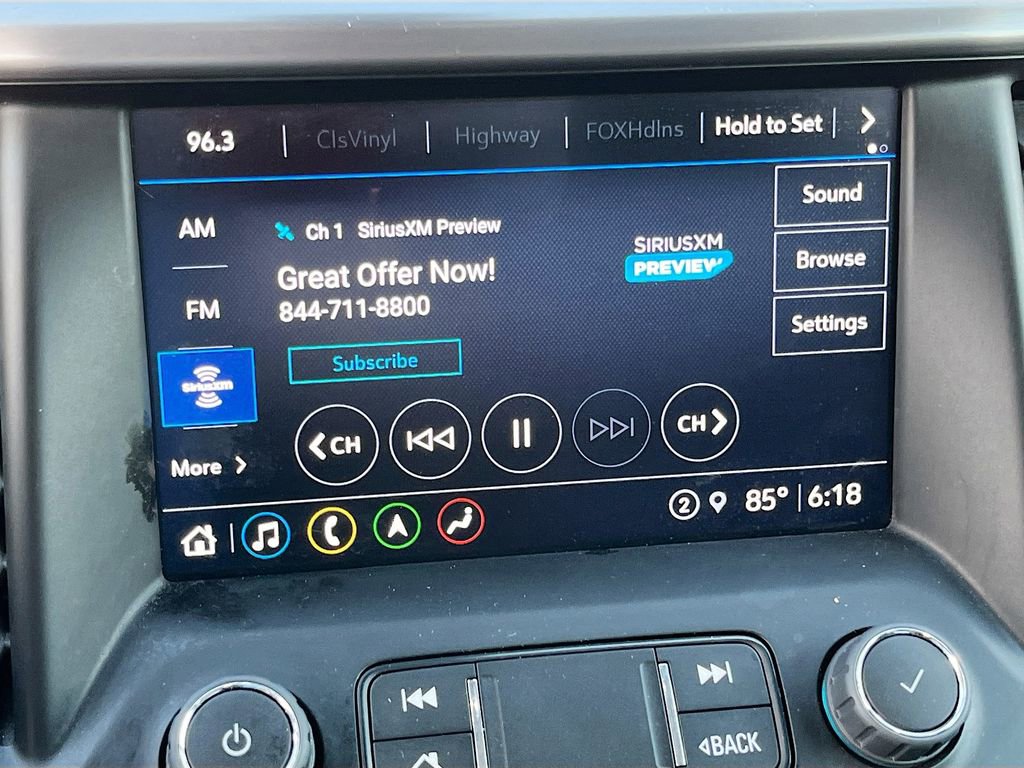 96.3 ClsVinyl Highway FOXHdlns Hold to Set
AM
Sound
Ch 1 SiriusXM Preview
SIRIUSXM
PREVIEW
Browse
Great Offer Now!
844-711-8800
FM
Settings
Subscribe
SiriusXM
CH
CH
More
2 85° 6:18
BACK